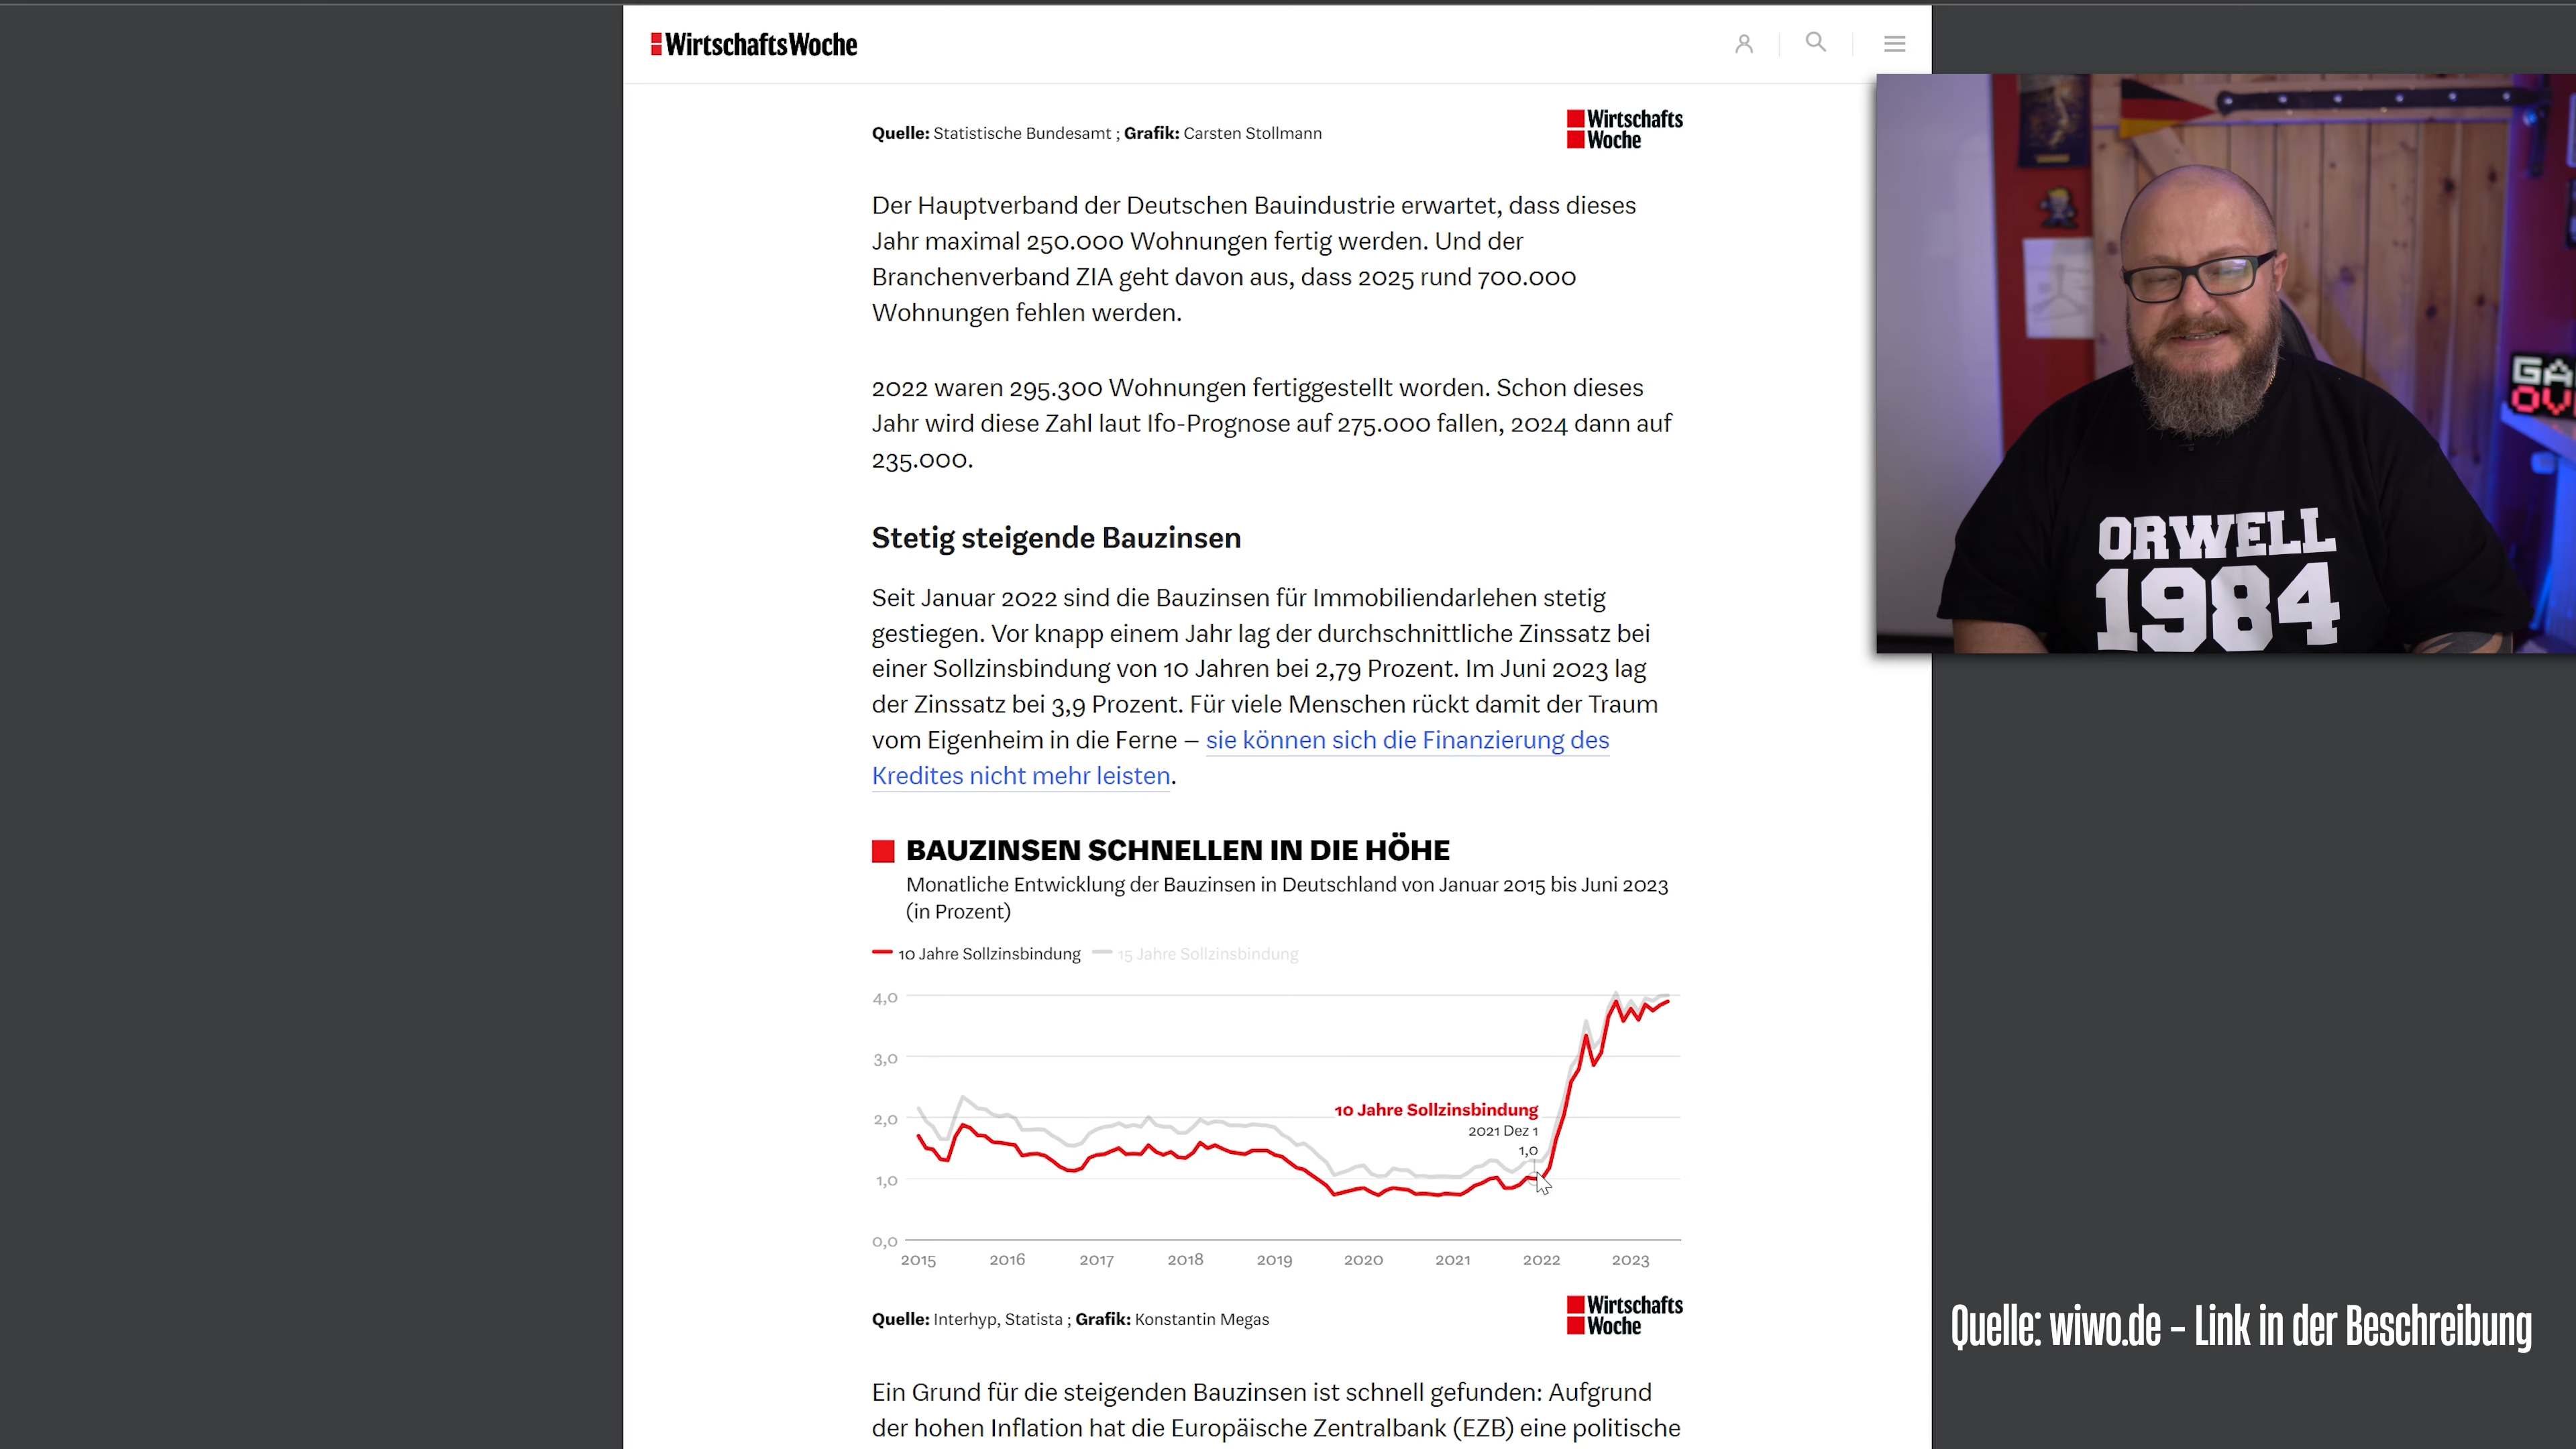 WirtschaftsWoche
Quelle: Statistische Bundesamt ; Grafik: Carsten Stollmann
Wirtschafts
Woche
Der Hauptverband der Deutschen Bauindustrie erwartet, dass dieses
Jahr maximal 250.000 Wohnungen fertig werden. Und der
Branchenverband ZIA geht davon aus, dass 2025 rund 700.000
Wohnungen fehlen werden.
2022 waren 295.300 Wohnungen fertiggestellt worden. Schon dieses
Jahr wird diese Zahl laut Ifo-Prognose auf 275.000 fallen, 2024 dann auf
235.000.
Stetig steigende Bauzinsen
Seit Januar 2022 sind die Bauzinsen für Immobiliendarlehen stetig
gestiegen. Vor knapp einem Jahr lag der durchschnittliche Zinssatz bei
einer Sollzinsbindung von 10 Jahren bei 2,79 Prozent. Im Juni 2023 lag
der Zinssatz bei 3,9 Prozent. Für viele Menschen rückt damit der Traum
vom Eigenheim in die Ferne – sie können sich die Finanzierung des
Kredites nicht mehr leisten.
BAUZINSEN SCHNELLEN IN DIE HÖHE
Monatliche Entwicklung der Bauzinsen in Deutschland von Januar 2015 bis Juni 2023
(in Prozent)
10 Jahre Sollzinsbindung 15 Jahre Sollzinsbindung
4,0
3,0
2,0
1,0
0,0
10 Jahre Sollzinsbindung
2021 Dez 1
1,0
2015 2016 2017 2018 2019 2020 2021 2022 2023
Quelle: Interhyp, Statista ; Grafik: Konstantin Megas
Wirtschafts
Woche
Ein Grund für die steigenden Bauzinsen ist schnell gefunden: Aufgrund
der hohen Inflation hat die Europäische Zentralbank (EZB) eine politische
GA
OV
ORWELL
1984
Quelle: wiwo.de – Link in der Beschreibung